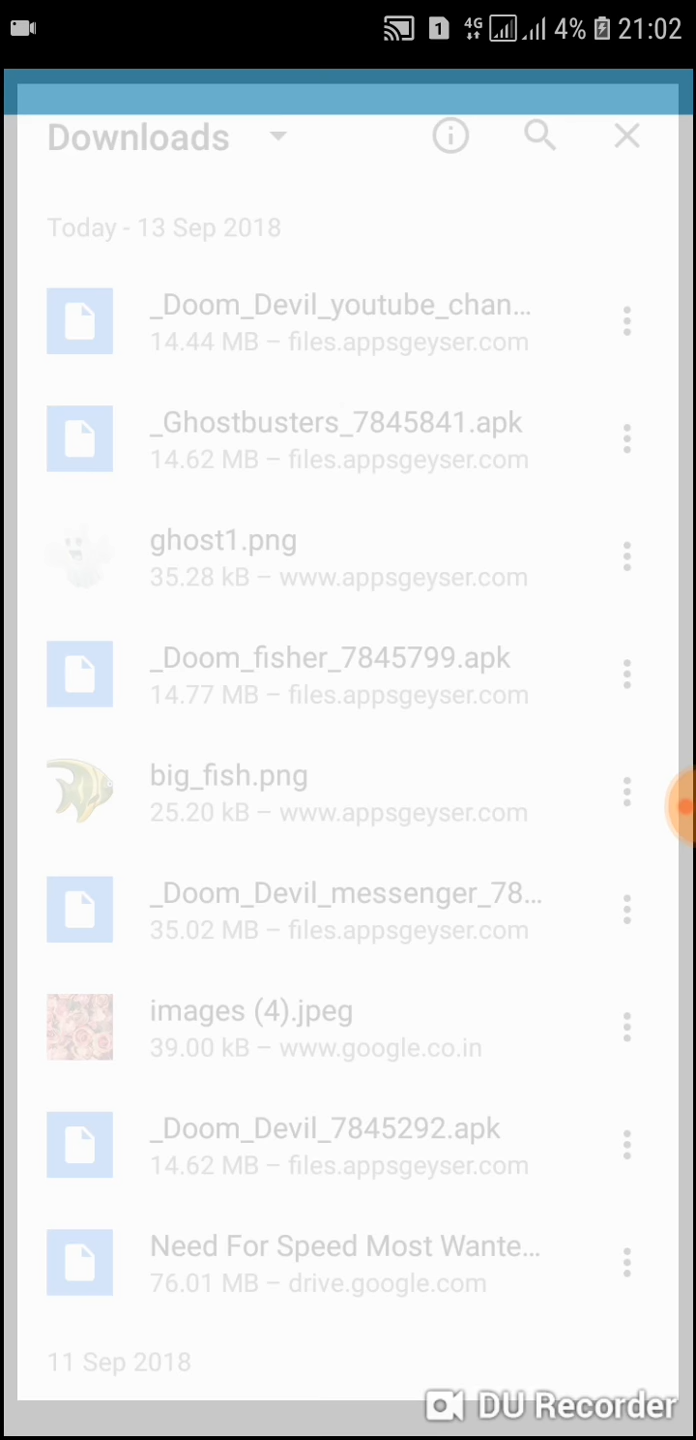 1 4G 4% 21:02
Downloads
Today - 13 Sep 2018
_Doom_Devil_youtube_chan...
14.44 MB – files.appsgeyser.com
_Ghostbusters_7845841.apk
14.62 MB – files.appsgeyser.com
ghost1.png
35.28 kB – www.appsgeyser.com
_Doom_fisher_7845799.apk
14.77 MB – files.appsgeyser.com
big_fish.png
25.20 kB – www.appsgeyser.com
_Doom_Devil_messenger_78...
35.02 MB – files.appsgeyser.com
images (4).jpeg
39.00 kB – www.google.co.in
_Doom_Devil_7845292.apk
14.62 MB – files.appsgeyser.com
Need For Speed Most Wante...
76.01 MB – drive.google.com
11 Sep 2018
DU Recorder